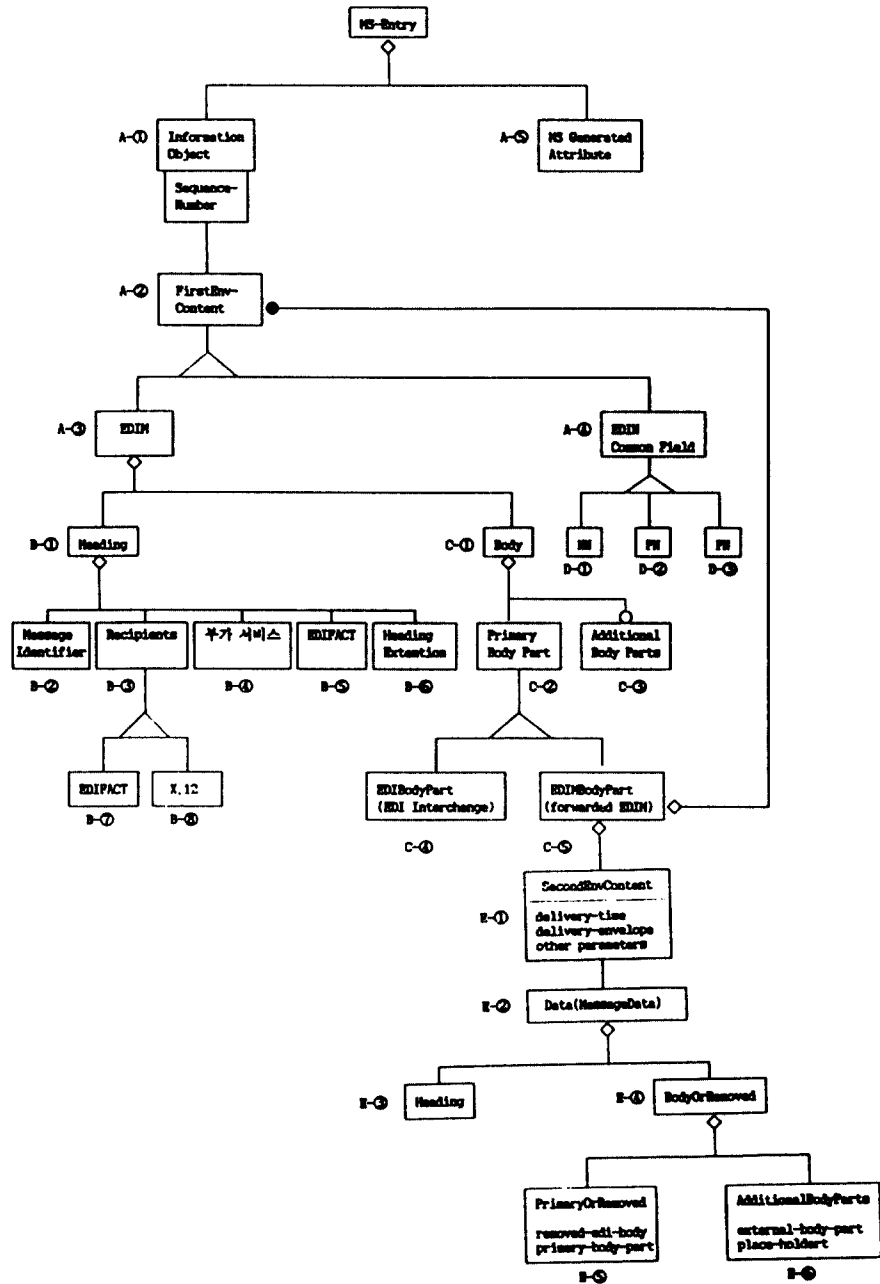 MS-Entry
A-①
Information
Object
A-⑤
MS Generated
Attribute
Sequence-
Number
A-②
FirstEnv-
Content
A-③
EDIM
A-④
EDIN
Common Field
B-①
Heading
C-①
Body
NN
PN
FN
D-①
D-②
D-③
Message
Identifier
Recipients
부가 서비스
EDIFACT
Heading
Extention
Primary
Body Part
Additional
Body Parts
B-②
B-③
B-④
B-⑤
B-⑥
C-②
C-③
EDIFACT
X.12
B-⑦
B-⑧
EDIBodyPart
(EDI Interchange)
EDIMBodyPart
(forwarded EDIM)
C-④
C-⑤
E-①
SecondEnvContent
delivery-time
delivery-envelope
other parameters
E-②
Data(MessageData)
E-③
Heading
E-④
BodyOrRemoved
PrimaryOrRemoved
removed-edi-body
primary-body-part
AdditionalBodyParts
external-body-part
place-holdert
E-⑤
E-⑥